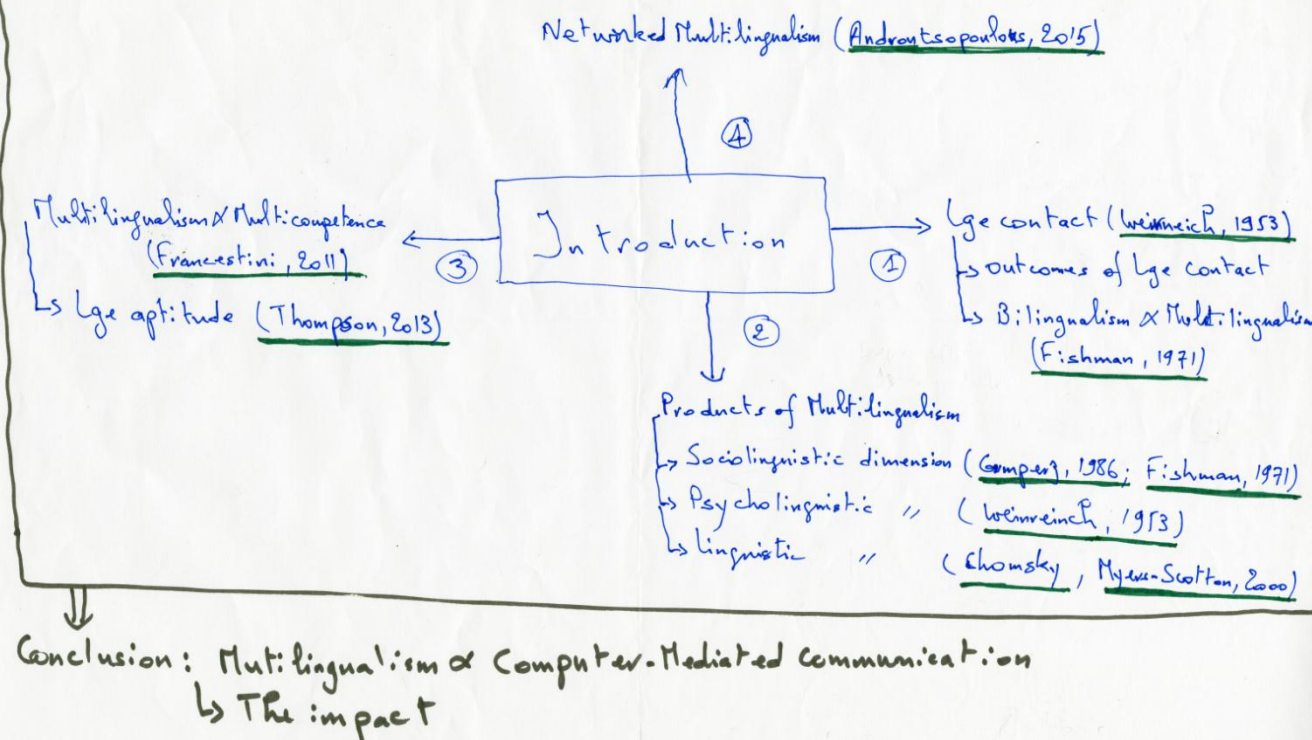 Networked Multilingualism (Androutsopoulos, 2015)
④
Introduction
①
Lge contact (Weinreich, 1953)
↳ outcomes of Lge contact
↳ Bilingualism & Multilingualism
(Fishman, 1971)
②
Products of Multilingualism
↳ Sociolinguistic dimension (Gumperz, 1986; Fishman, 1971)
↳ Psycholinguistic " (Weinreich, 1953)
↳ linguistic " (Chomsky, Myers-Scotton, 2000)
③
Multilingualism & Multicompetence
(Francestini, 2011)
↳ Lge aptitude (Thompson, 2013)
Conclusion: Mutilingualism & Computer-Mediated communication
↳ The impact